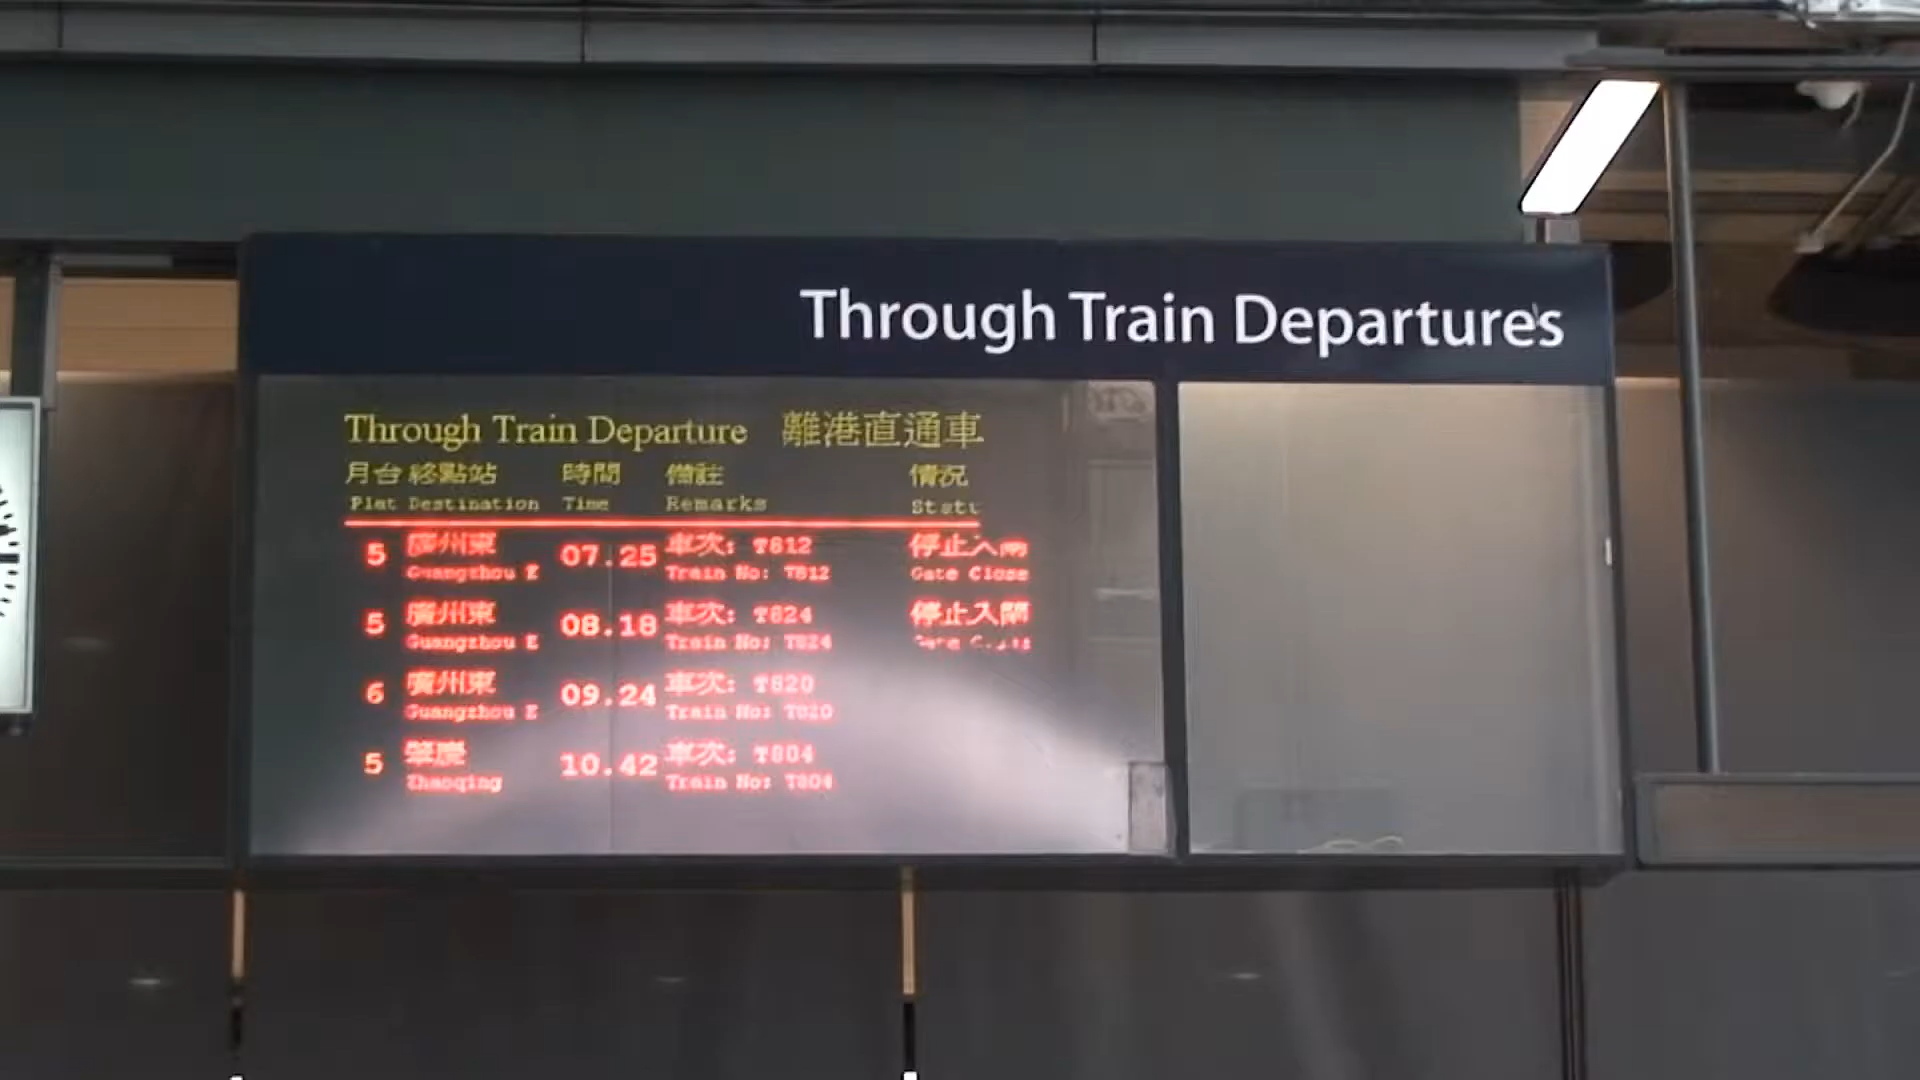 Through Train Departures
Through Train Departure 離港直通車
月台 終點站 時間 備註 情況
Plat Destination Time Remarks Statu
5 廣州東 07.25 車次: T812 停止入閘
Guangzhou E Train No: T812 Gate Close
5 廣州東 08.18 車次: T824 停止入閘
Guangzhou E Train No: T824 Gate
6 廣州東 09.24 車次: T820
Guangzhou E Train No: T820
5 肇慶 10.42 車次: T804
Zhaoqing Train No: T804